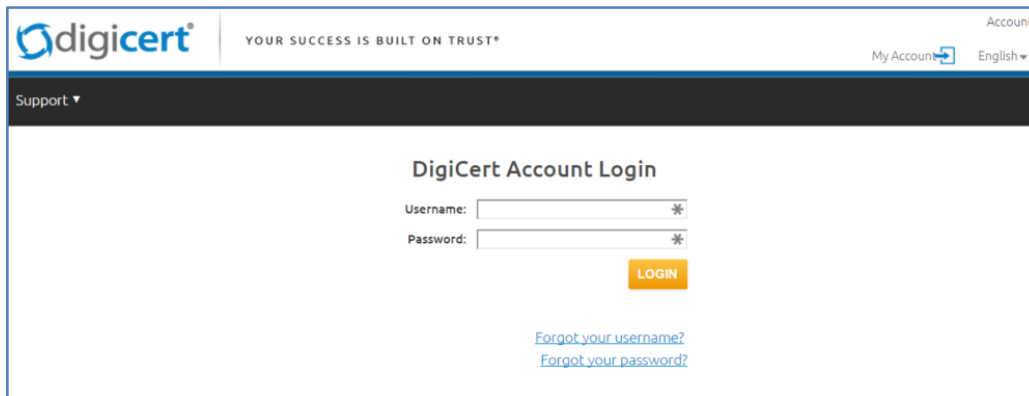 digicert®
YOUR SUCCESS IS BUILT ON TRUST®
Account
My Account
English
Support
DigiCert Account Login
Username:
Password:
LOGIN
Forgot your username?
Forgot your password?